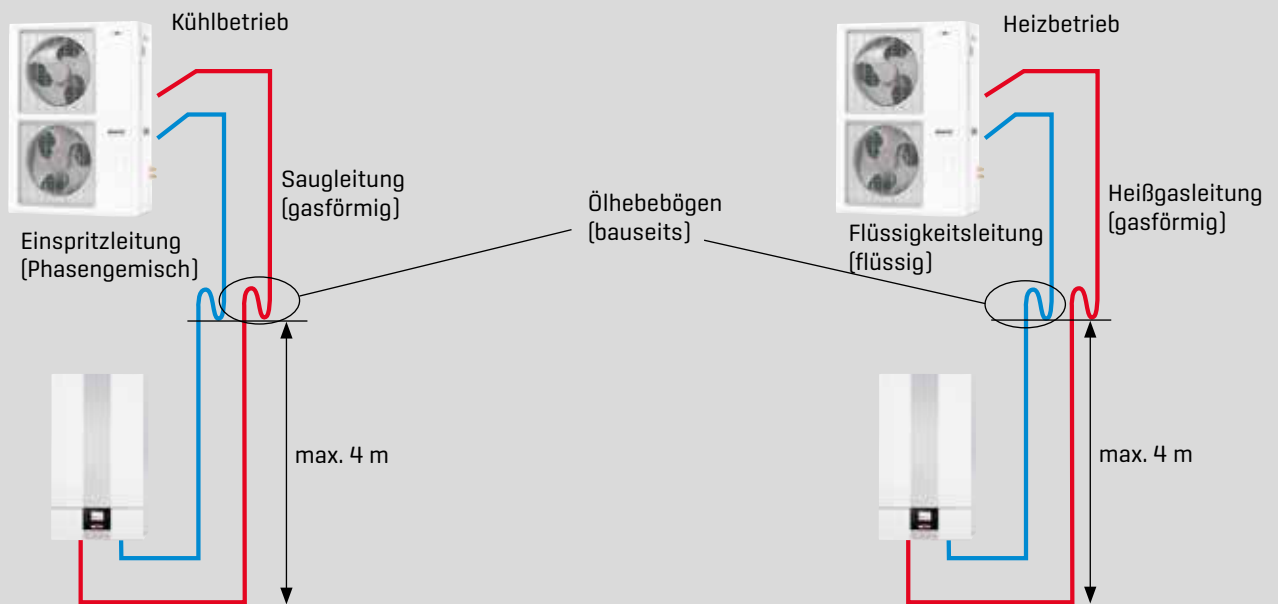 Kühlbetrieb
Saugleitung
(gasförmig)
Einspritzleitung
(Phasengemisch)
max. 4 m
Ölhebebögen
(bauseits)
Heizbetrieb
Heißgasleitung
(gasförmig)
Flüssigkeitsleitung
(flüssig)
max. 4 m